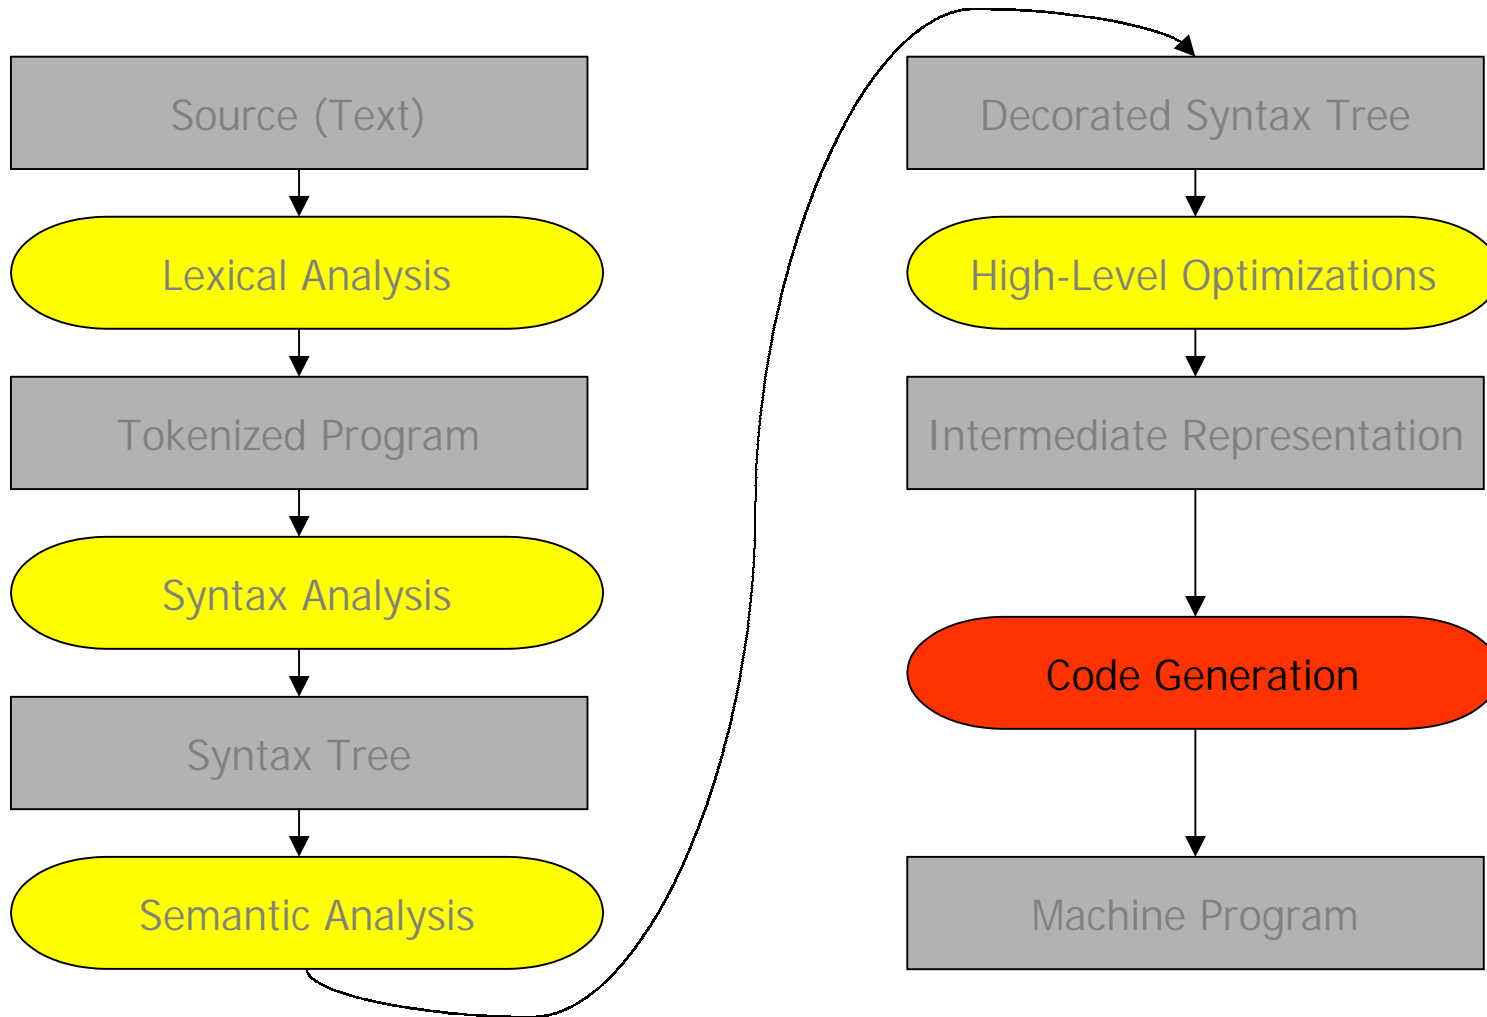 Source (Text)
Lexical Analysis
Tokenized Program
Syntax Analysis
Syntax Tree
Semantic Analysis
Decorated Syntax Tree
High-Level Optimizations
Intermediate Representation
Code Generation
Machine Program